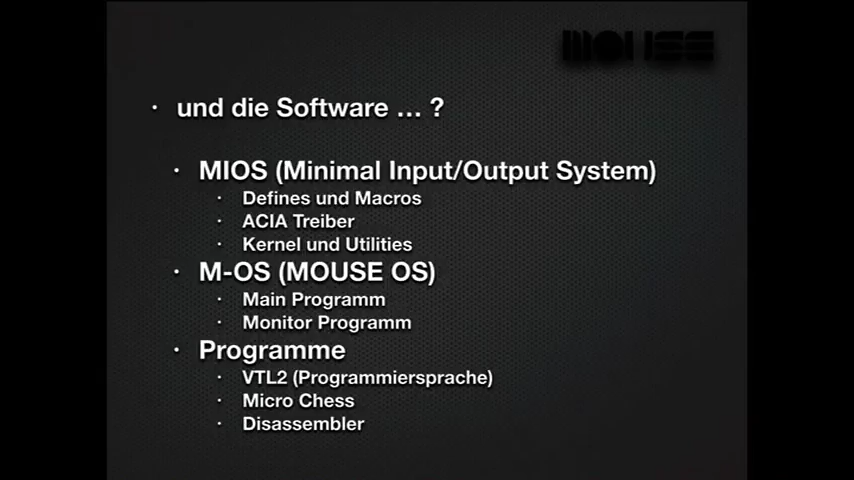 MOUSE
und die Software … ?
MIOS (Minimal Input/Output System)
Defines und Macros
ACIA Treiber
Kernel und Utilities
M-OS (MOUSE OS)
Main Programm
Monitor Programm
Programme
VTL2 (Programmiersprache)
Micro Chess
Disassembler